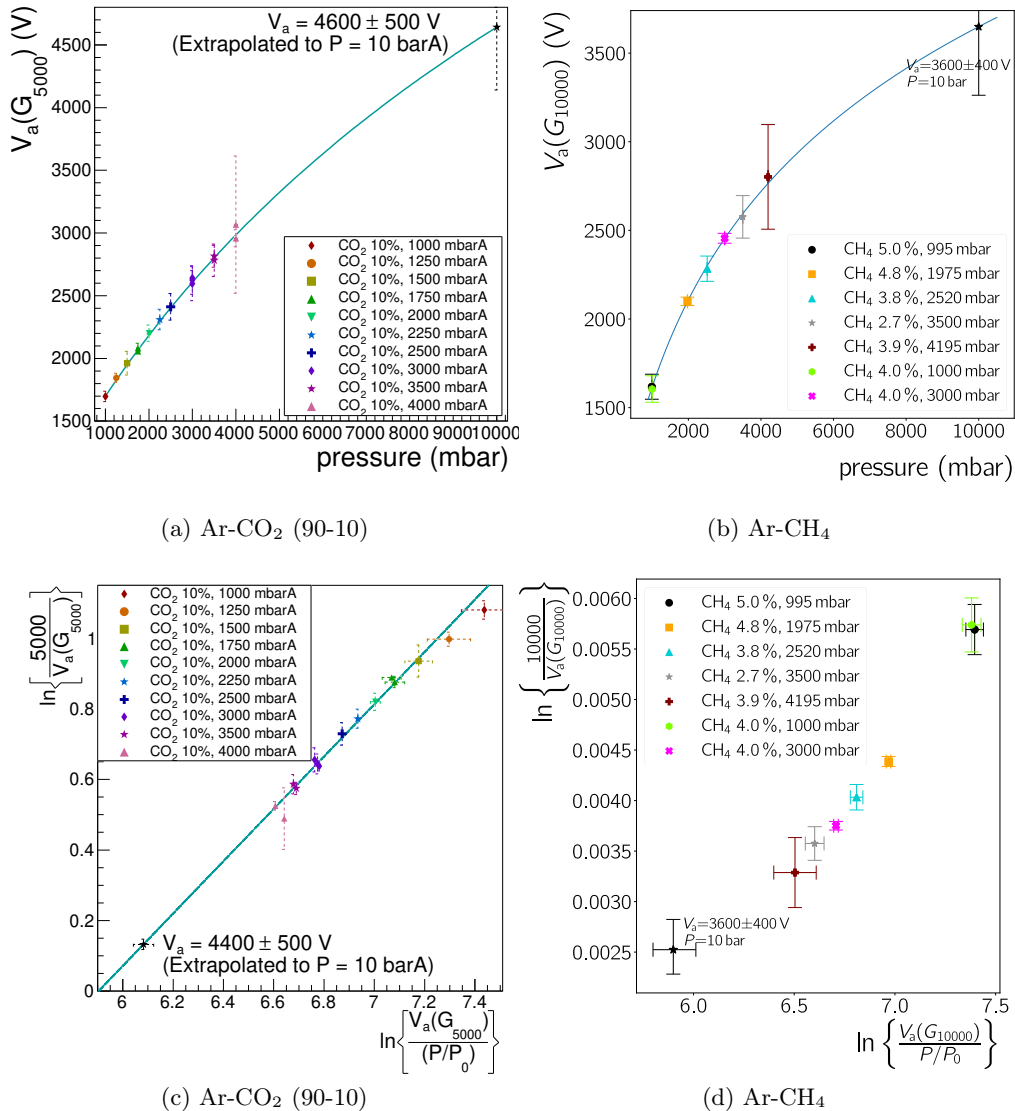 V_a(G_5000) (V)
V_a = 4600 ± 500 V
(Extrapolated to P = 10 barA)
4500
4000
3500
3000
2500
2000
1500
CO_2 10%, 1000 mbarA
CO_2 10%, 1250 mbarA
CO_2 10%, 1500 mbarA
CO_2 10%, 1750 mbarA
CO_2 10%, 2000 mbarA
CO_2 10%, 2250 mbarA
CO_2 10%, 2500 mbarA
CO_2 10%, 3000 mbarA
CO_2 10%, 3500 mbarA
CO_2 10%, 4000 mbarA
1000 2000 3000 4000 5000 6000 7000 8000 9000 10000
pressure (mbar)
(a) Ar-CO_2 (90-10)
V_a(G_10000) (V)
3500
3000
2500
2000
1500
V_a=3600±400 V
P=10 bar
CH_4 5.0 %, 995 mbar
CH_4 4.8 %, 1975 mbar
CH_4 3.8 %, 2520 mbar
CH_4 2.7 %, 3500 mbar
CH_4 3.9 %, 4195 mbar
CH_4 4.0 %, 1000 mbar
CH_4 4.0 %, 3000 mbar
2000 4000 6000 8000 10000
pressure (mbar)
(b) Ar-CH_4
ln{5000/V_a(G_5000)}
1
0.8
0.6
0.4
0.2
0
CO_2 10%, 1000 mbarA
CO_2 10%, 1250 mbarA
CO_2 10%, 1500 mbarA
CO_2 10%, 1750 mbarA
CO_2 10%, 2000 mbarA
CO_2 10%, 2250 mbarA
CO_2 10%, 2500 mbarA
CO_2 10%, 3000 mbarA
CO_2 10%, 3500 mbarA
CO_2 10%, 4000 mbarA
V_a = 4400 ± 500 V
(Extrapolated to P = 10 barA)
6 6.2 6.4 6.6 6.8 7 7.2 7.4
ln{V_a(G_5000)/(P/P_0)}
(c) Ar-CO_2 (90-10)
ln{10000/V_a(G_10000)}
0.0060
0.0055
0.0050
0.0045
0.0040
0.0035
0.0030
0.0025
CH_4 5.0 %, 995 mbar
CH_4 4.8 %, 1975 mbar
CH_4 3.8 %, 2520 mbar
CH_4 2.7 %, 3500 mbar
CH_4 3.9 %, 4195 mbar
CH_4 4.0 %, 1000 mbar
CH_4 4.0 %, 3000 mbar
V_a=3600±400 V
P=10 bar
6.0 6.5 7.0 7.5
ln{V_a(G_10000)/P/P_0}
(d) Ar-CH_4